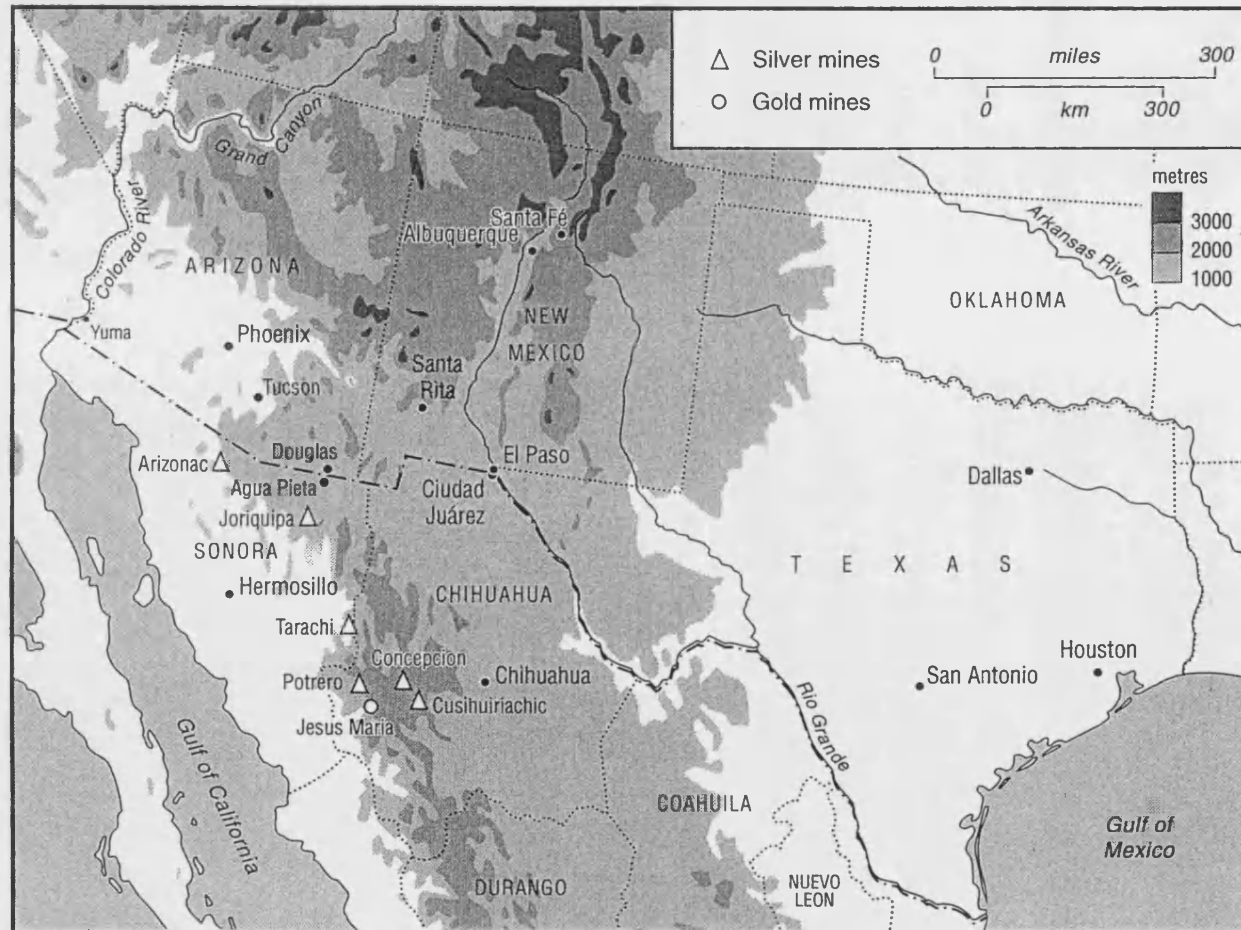 Silver mines
Gold mines
0 miles 300
0 km 300
metres
3000
2000
1000
Grand Canyon
Colorado River
ARIZONA
Santa Fé
Albuquerque
Arkansas River
OKLAHOMA
NEW
MEXICO
Yuma
Phoenix
Tucson
Santa
Rita
Arizonac
Douglas
Agua Pieta
El Paso
Ciudad
Juárez
Dallas
Joriquipa
SONORA
TEXAS
Hermosillo
CHIHUAHUA
Tarachi
Concepcion
Potrero
Chihuahua
Cusihuiriachic
Jesus Maria
San Antonio
Houston
Rio Grande
Gulf of California
COAHUILA
Gulf of
Mexico
DURANGO
NUEVO
LEON